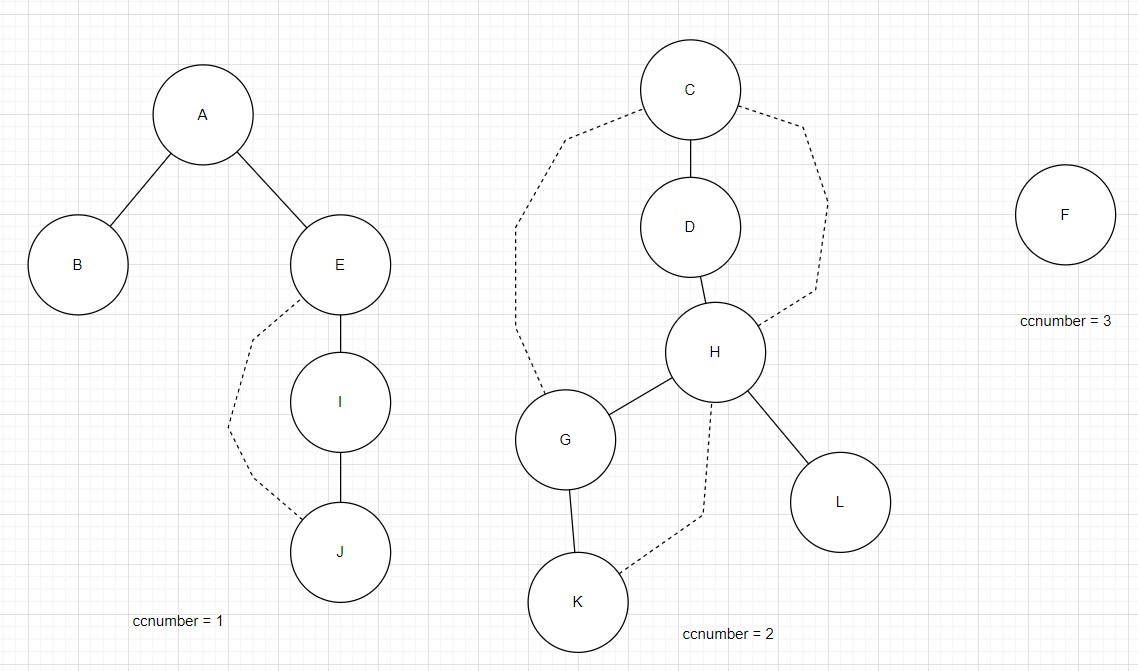 C
A
D
F
B
E
ccnumber = 3
H
I
G
L
J
K
ccnumber = 1
ccnumber = 2